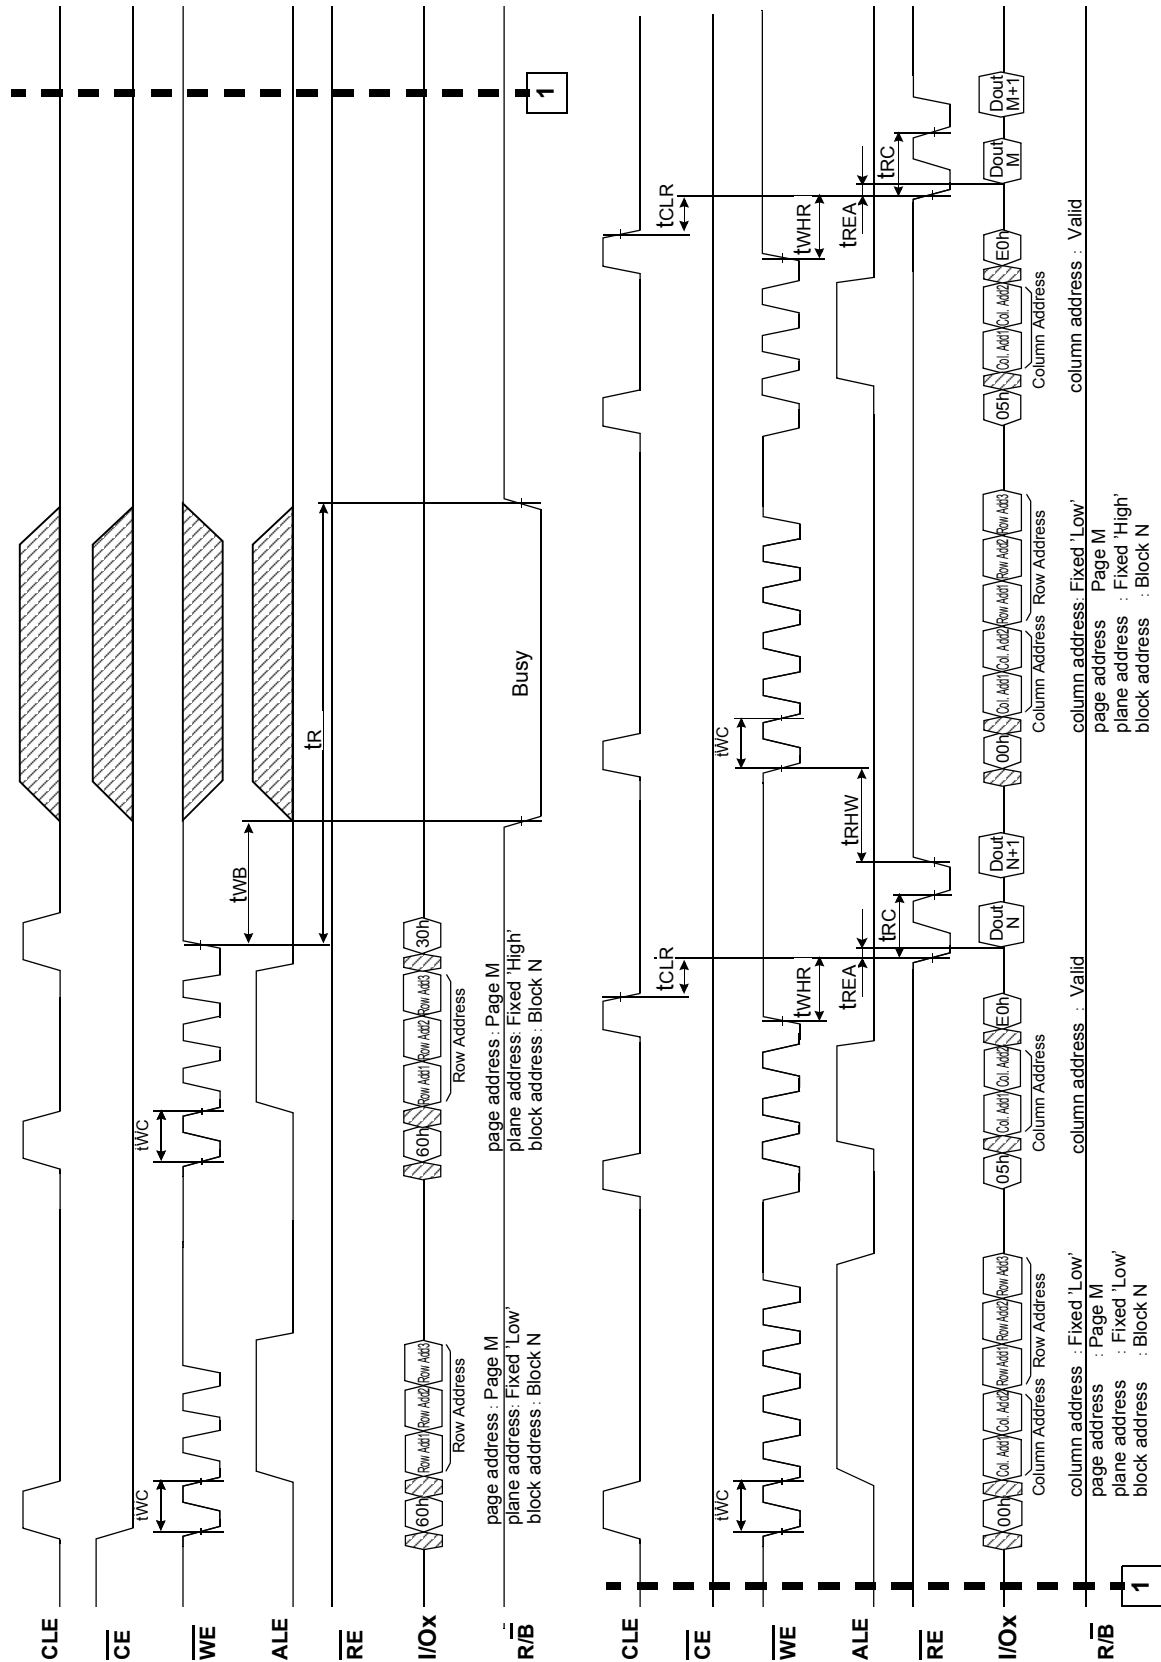 CLE
CE
WE
ALE
RE
I/Ox
R/B
tWC
tWC
tWB
tR
60h Row Add1 Row Add2 Row Add3
Row Address
page address : Page M
plane address: Fixed 'Low'
block address : Block N
60h Row Add1 Row Add2 Row Add3 30h
Row Address
page address : Page M
plane address: Fixed 'High'
block address : Block N
Busy
1
CLE
CE
WE
ALE
RE
I/Ox
R/B
1
tWC
tCLR
tWHR
tREA
tRC
tRHW
tWC
tCLR
tWHR
tREA
tRC
00h Col. Add1 Col. Add2 Row Add1 Row Add2 Row Add3
Column Address Row Address
column address : Fixed 'Low'
page address : Page M
plane address : Fixed 'Low'
block address : Block N
05h Col. Add1 Col. Add2 E0h
Column Address
column address : Valid
Dout N
Dout N+1
00h Col. Add1 Col. Add2 Row Add1 Row Add2 Row Add3
Column Address Row Address
column address: Fixed 'Low'
page address Page M
plane address : Fixed 'High'
block address : Block N
05h Col. Add1 Col. Add2 E0h
Column Address
column address : Valid
Dout M
Dout M+1